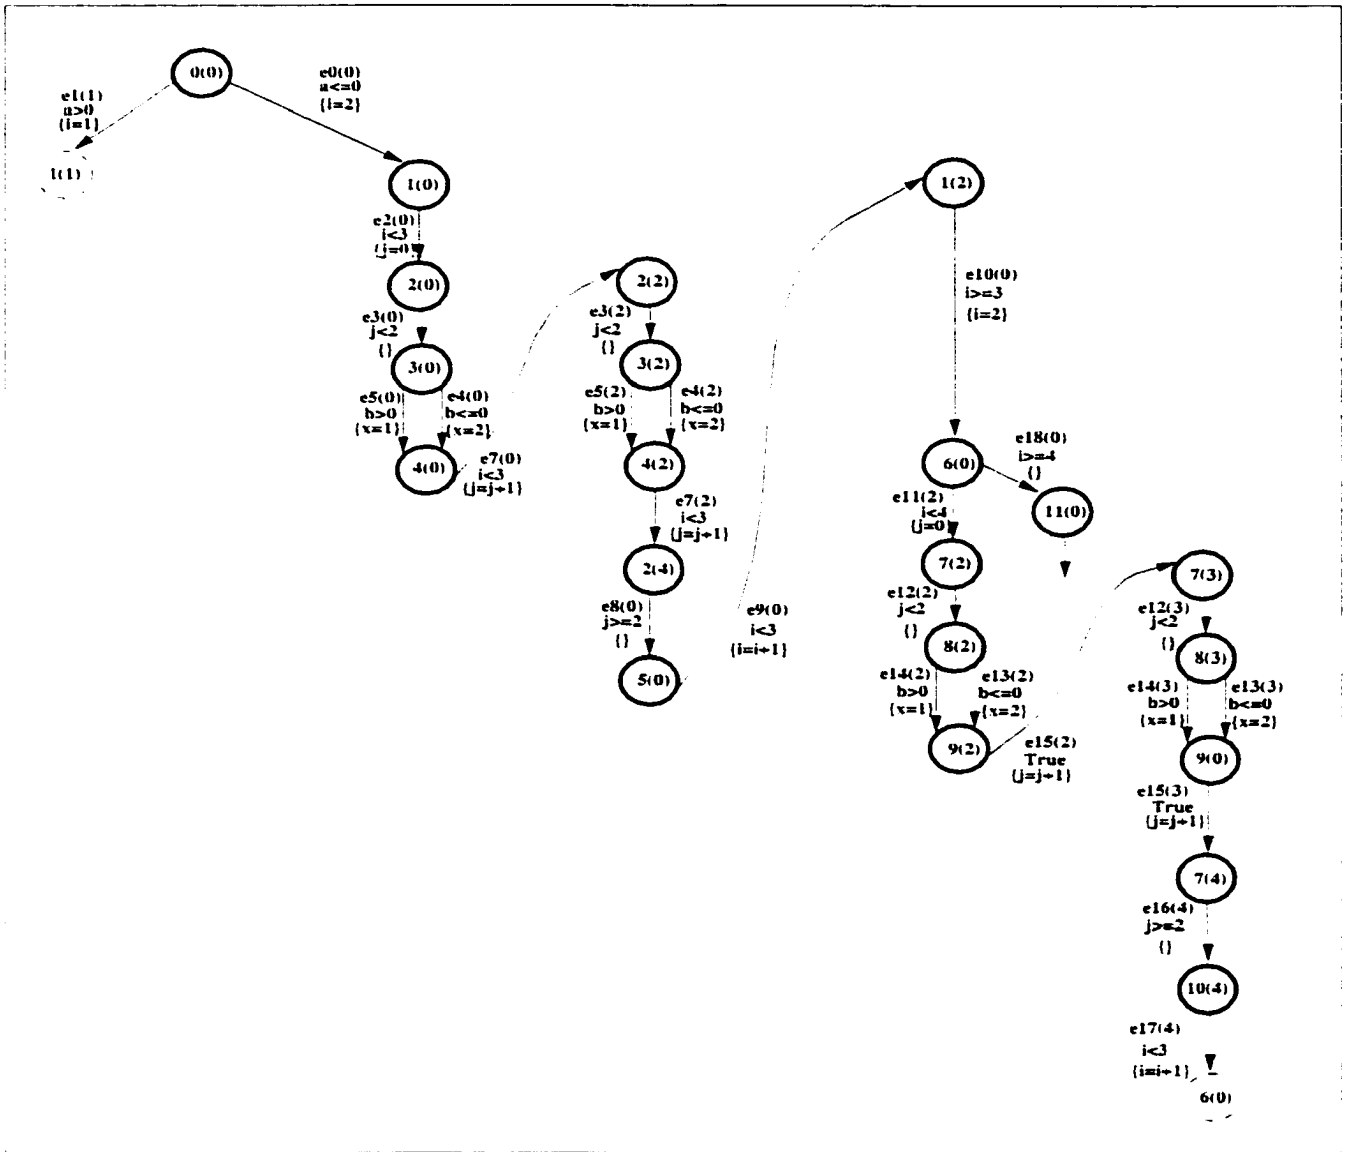 0(0)
e0(0)
a<=0
{i=2}
e1(1)
a>0
{i=1}
1(1)
1(0)
e2(0)
i<3
{j=0}
2(0)
e3(0)
j<2
{}
3(0)
e5(0)
b>0
{x=1}
e4(0)
b<=0
{x=2}
4(0)
e7(0)
i<3
{j=j+1}
2(2)
e3(2)
j<2
{}
3(2)
e5(2)
b>0
{x=1}
e4(2)
b<=0
{x=2}
4(2)
e7(2)
i<3
{j=j+1}
2(4)
e8(0)
j>=2
{}
5(0)
e9(0)
i<3
{i=i+1}
1(2)
e10(0)
i>=3
{i=2}
6(0)
e18(0)
i>=4
{}
11(0)
e11(2)
i<4
{j=0}
7(2)
e12(2)
j<2
{}
8(2)
e14(2)
b>0
{x=1}
e13(2)
b<=0
{x=2}
9(2)
e15(2)
True
{j=j+1}
7(3)
e12(3)
j<2
{}
8(3)
e14(3)
b>0
{x=1}
e13(3)
b<=0
{x=2}
9(0)
e15(3)
True
{j=j+1}
7(4)
e16(4)
j>=2
{}
10(4)
e17(4)
i<3
{i=i+1}
6(0)